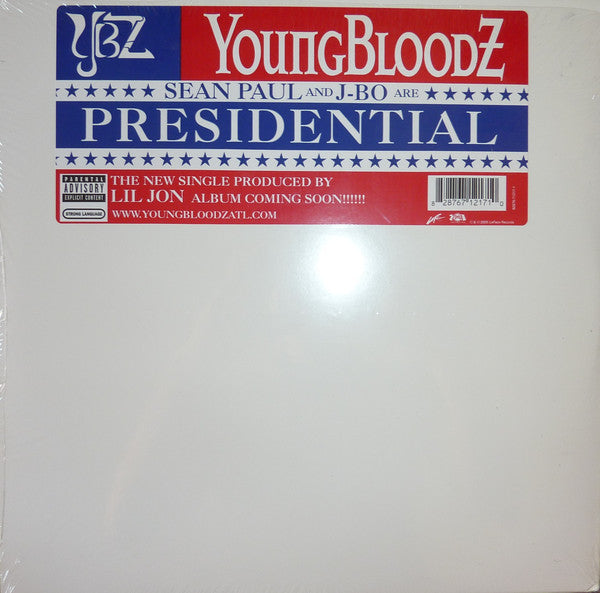 YBZ
YOUNGBLOODZ
SEAN PAUL AND J-BO ARE
PRESIDENTIAL
PARENTAL
ADVISORY
EXPLICIT CONTENT
STRONG LANGUAGE
THE NEW SINGLE PRODUCED BY
LIL JON ALBUM COMING SOON!!!!!!
WWW.YOUNGBLOODZATL.COM
8 28767 12171 0